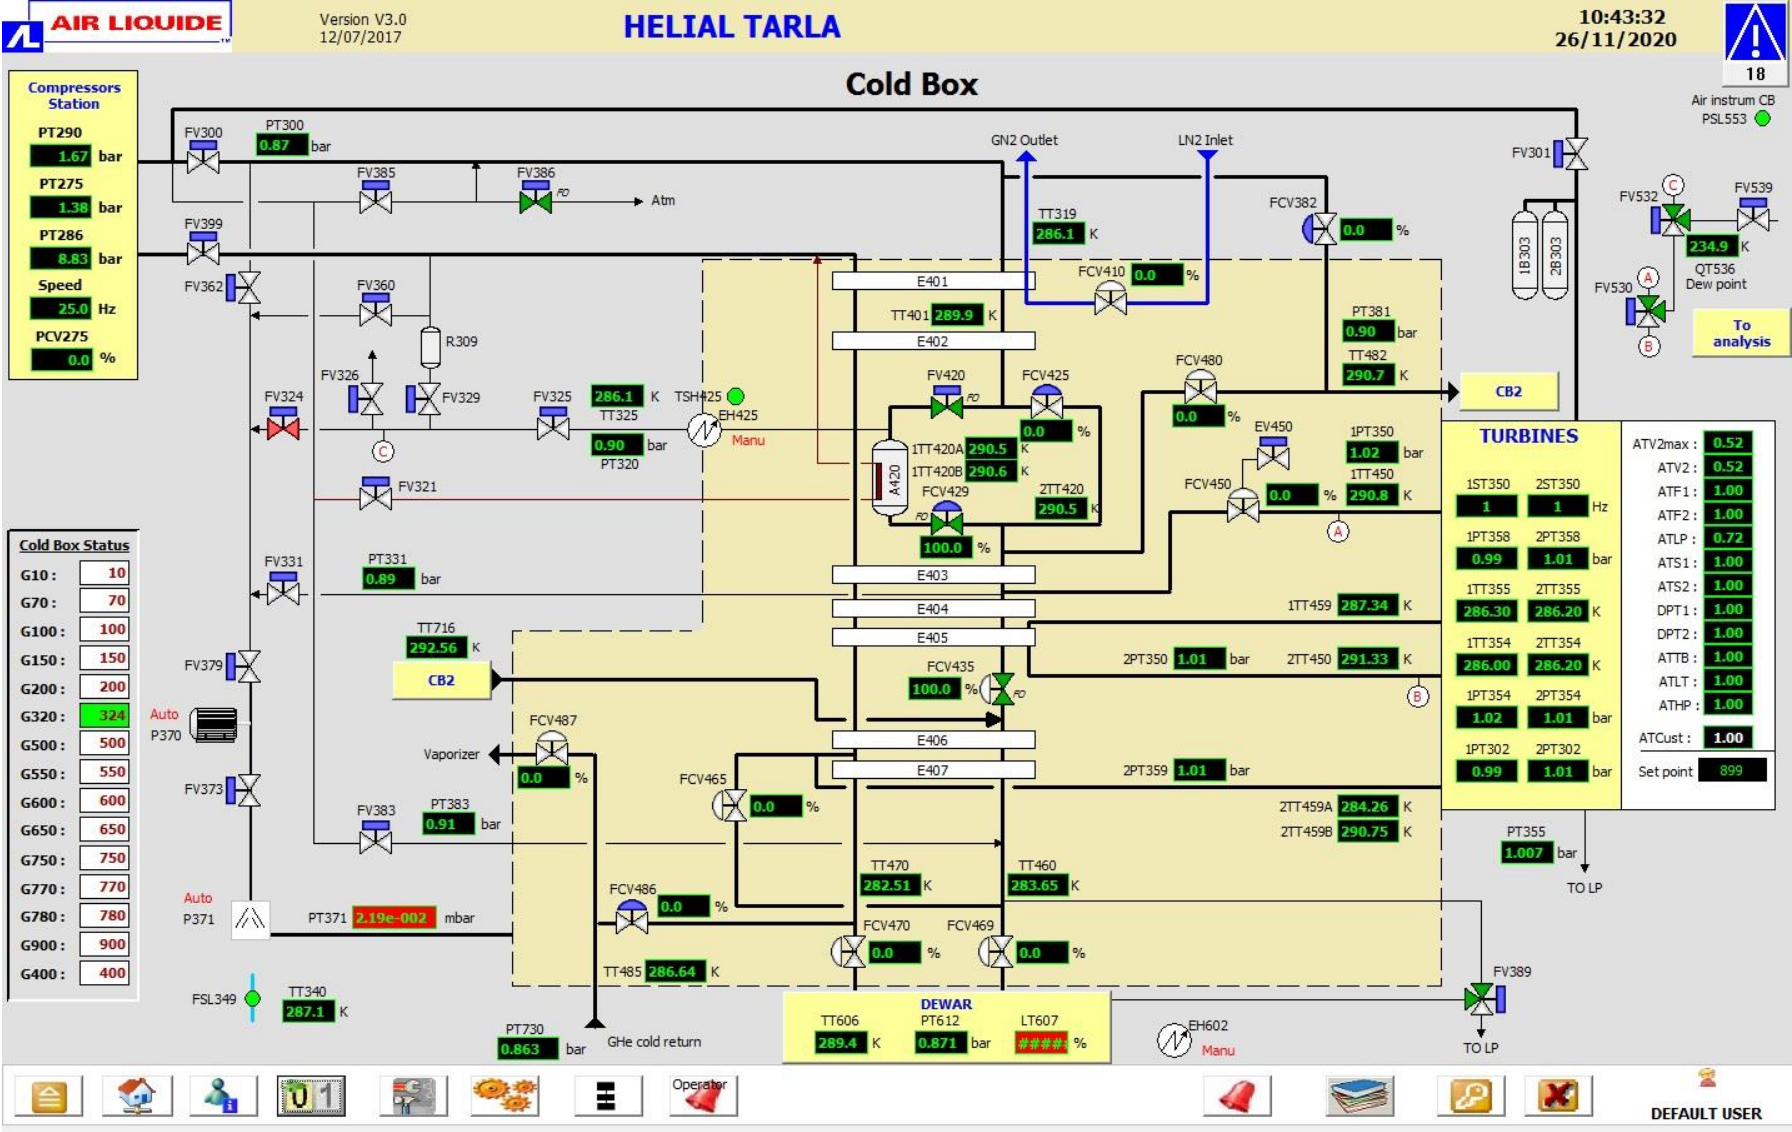 AIR LIQUIDE
TM
Version V3.0
12/07/2017
HELIAL TARLA
10:43:32
26/11/2020
18
Cold Box
Air instrum CB
PSL553
Compressors
Station
PT290
1.67 bar
PT275
1.38 bar
PT286
8.83 bar
Speed
25.0 Hz
PCV275
0.0 %
FV300
PT300
0.87 bar
FV385
FV386
FO
Atm
FV399
FV362
FV360
R309
FV326
FV329
FV324
C
FV325
286.1 K
TT325
0.90 bar
PT320
TSH425
EH425
Manu
FV321
GN2 Outlet
LN2 Inlet
TT319
286.1 K
FCV410
0.0 %
FCV382
0.0 %
FV301
1B303
2B303
FV532
C
FV539
234.9 K
QT536
Dew point
FV530
A
B
To
analysis
E401
TT401 289.9 K
E402
FV420
FO
FCV425
0.0 %
1TT420A 290.5 K
1TT420B 290.6 K
A420
FCV429
FO
100.0 %
2TT420
290.5 K
FCV480
0.0 %
PT381
0.90 bar
TT482
290.7 K
CB2
EV450
FCV450
0.0 %
1PT350
1.02 bar
1TT450
290.8 K
A
E403
E404
E405
1TT459 287.34 K
2PT350 1.01 bar
2TT450 291.33 K
B
FCV435
100.0 %
FO
E406
E407
2PT359 1.01 bar
2TT459A 284.26 K
2TT459B 290.75 K
TURBINES
1ST350 2ST350
1 1 Hz
1PT358 2PT358
0.99 1.01 bar
1TT355 2TT355
286.30 286.20 K
1TT354 2TT354
286.00 286.20 K
1PT354 2PT354
1.02 1.01 bar
1PT302 2PT302
0.99 1.01 bar
ATV2max : 0.52
ATV2 : 0.52
ATF1 : 1.00
ATF2 : 1.00
ATLP : 0.72
ATS1 : 1.00
ATS2 : 1.00
DPT1 : 1.00
DPT2 : 1.00
ATTB : 1.00
ATLT : 1.00
ATHP : 1.00
ATCust : 1.00
Set point 899
PT355
1.007 bar
TO LP
Cold Box Status
G10 : 10
G70 : 70
G100 : 100
G150 : 150
G200 : 200
G320 : 324
G500 : 500
G550 : 550
G600 : 600
G650 : 650
G750 : 750
G770 : 770
G780 : 780
G900 : 900
G400 : 400
FV331
PT331
0.89 bar
TT716
292.56 K
CB2
FV379
Auto
P370
FV373
FCV487
Vaporizer
0.0 %
FV383
PT383
0.91 bar
FCV465
0.0 %
Auto
P371
PT371 2.19e-002 mbar
FCV486
0.0 %
TT470
282.51 K
TT460
283.65 K
FCV470
0.0 %
FCV469
0.0 %
TT485 286.64 K
FSL349
TT340
287.1 K
PT730
0.863 bar
GHe cold return
DEWAR
TT606 PT612 LT607
289.4 K 0.871 bar ####: %
EH602
Manu
FV389
TO LP
0 1
Operator
DEFAULT USER